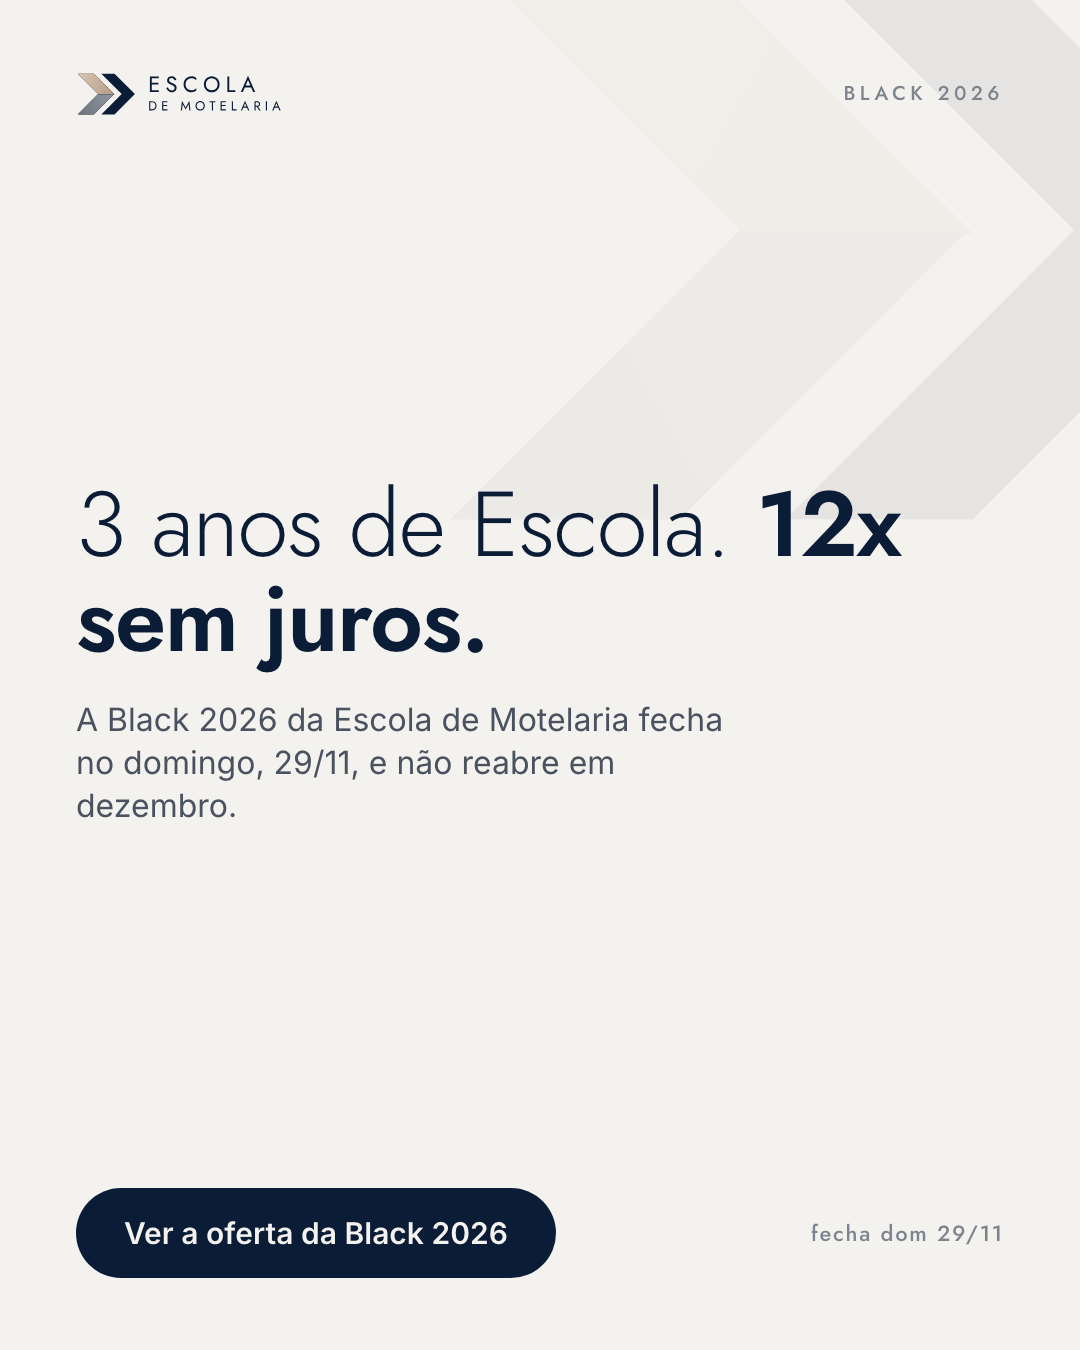 ESCOLA
DE MOTELARIA
BLACK 2026
3 anos de Escola. 12x
sem juros.
A Black 2026 da Escola de Motelaria fecha
no domingo, 29/11, e não reabre em
dezembro.
Ver a oferta da Black 2026
fecha dom 29/11